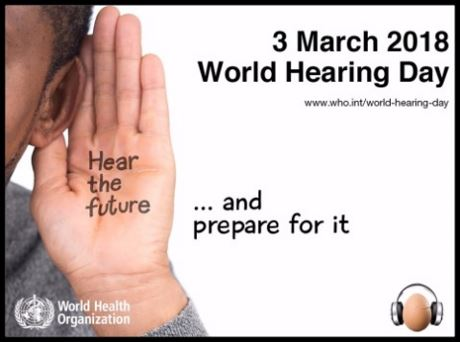 3 March 2018
World Hearing Day
www.who.int/world-hearing-day
Hear
the
future
... and
prepare for it
World Health
Organization